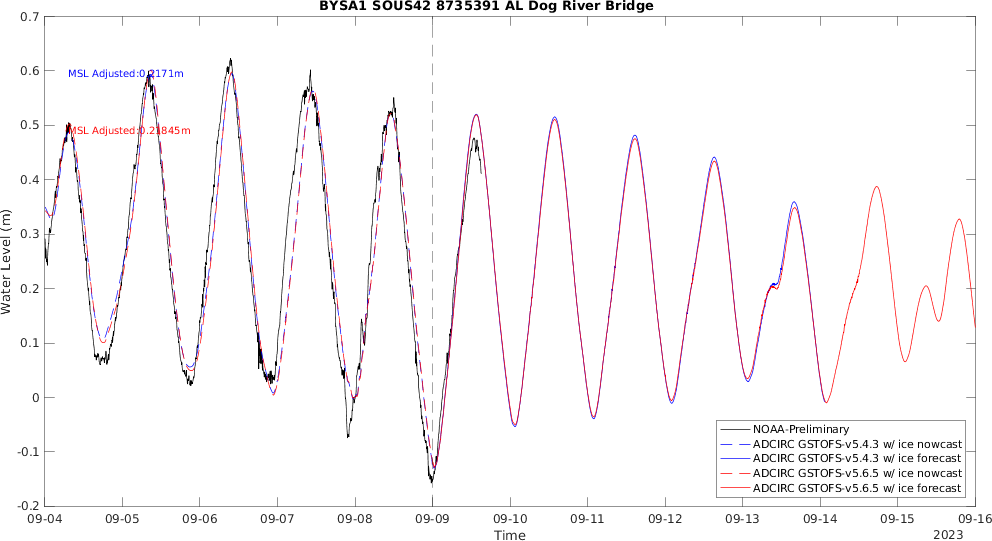 BYSA1 SOUS42 8735391 AL Dog River Bridge
0.7
0.6
0.5
0.4
0.3
0.2
0.1
0
-0.1
-0.2
Water Level (m)
MSL Adjusted:0.2171m
MSL Adjusted:0.21845m
NOAA-Preliminary
ADCIRC GSTOFS-v5.4.3 w/ ice nowcast
ADCIRC GSTOFS-v5.4.3 w/ ice forecast
ADCIRC GSTOFS-v5.6.5 w/ ice nowcast
ADCIRC GSTOFS-v5.6.5 w/ ice forecast
09-04 09-05 09-06 09-07 09-08 09-09 09-10 09-11 09-12 09-13 09-14 09-15 09-16
Time
2023